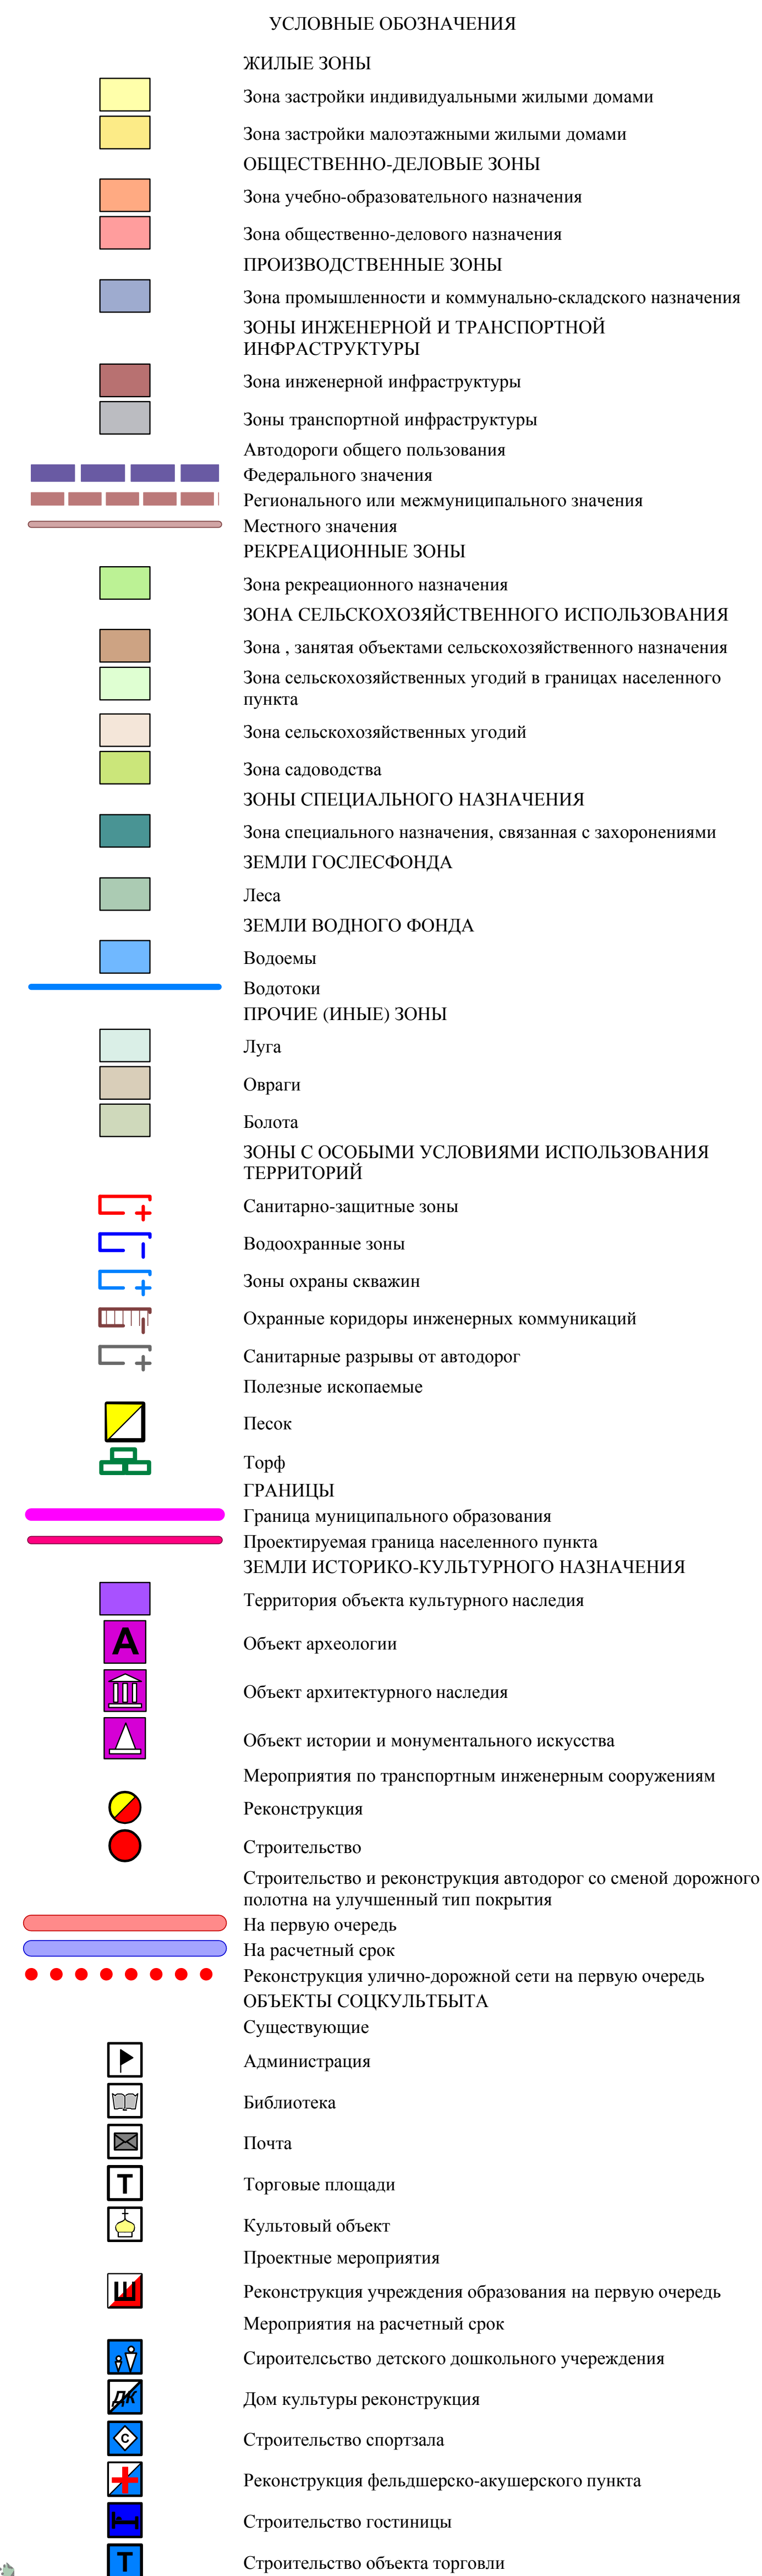 УСЛОВНЫЕ ОБОЗНАЧЕНИЯ
ЖИЛЫЕ ЗОНЫ
Зона застройки индивидуальными жилыми домами
Зона застройки малоэтажными жилыми домами
ОБЩЕСТВЕННО-ДЕЛОВЫЕ ЗОНЫ
Зона учебно-образовательного назначения
Зона общественно-делового назначения
ПРОИЗВОДСТВЕННЫЕ ЗОНЫ
Зона промышленности и коммунально-складского назначения
ЗОНЫ ИНЖЕНЕРНОЙ И ТРАНСПОРТНОЙ
ИНФРАСТРУКТУРЫ
Зона инженерной инфраструктуры
Зоны транспортной инфраструктуры
Автодороги общего пользования
Федерального значения
Регионального или межмуниципального значения
Местного значения
РЕКРЕАЦИОННЫЕ ЗОНЫ
Зона рекреационного назначения
ЗОНА СЕЛЬСКОХОЗЯЙСТВЕННОГО ИСПОЛЬЗОВАНИЯ
Зона , занятая объектами сельскохозяйственного назначения
Зона сельскохозяйственных угодий в границах населенного
пункта
Зона сельскохозяйственных угодий
Зона садоводства
ЗОНЫ СПЕЦИАЛЬНОГО НАЗНАЧЕНИЯ
Зона специального назначения, связанная с захоронениями
ЗЕМЛИ ГОСЛЕСФОНДА
Леса
ЗЕМЛИ ВОДНОГО ФОНДА
Водоемы
Водотоки
ПРОЧИЕ (ИНЫЕ) ЗОНЫ
Луга
Овраги
Болота
ЗОНЫ С ОСОБЫМИ УСЛОВИЯМИ ИСПОЛЬЗОВАНИЯ
ТЕРРИТОРИЙ
Санитарно-защитные зоны
Водоохранные зоны
Зоны охраны скважин
Охранные коридоры инженерных коммуникаций
Санитарные разрывы от автодорог
Полезные ископаемые
Песок
Торф
ГРАНИЦЫ
Граница муниципального образования
Проектируемая граница населенного пункта
ЗЕМЛИ ИСТОРИКО-КУЛЬТУРНОГО НАЗНАЧЕНИЯ
Территория объекта культурного наследия
А Объект археологии
Объект архитектурного наследия
Объект истории и монументального искусства
Мероприятия по транспортным инженерным сооружениям
Реконструкция
Строительство
Строительство и реконструкция автодорог со сменой дорожного
полотна на улучшенный тип покрытия
На первую очередь
На расчетный срок
Реконструкция улично-дорожной сети на первую очередь
ОБЪЕКТЫ СОЦКУЛЬТБЫТА
Существующие
Администрация
Библиотека
Почта
Т Торговые площади
Культовый объект
Проектные мероприятия
Ш Реконструкция учреждения образования на первую очередь
Мероприятия на расчетный срок
Сироителсьство детского дошкольного учереждения
ДК Дом культуры реконструкция
С Строительство спортзала
Реконструкция фельдшерско-акушерского пункта
Строительство гостиницы
Т Строительство объекта торговли